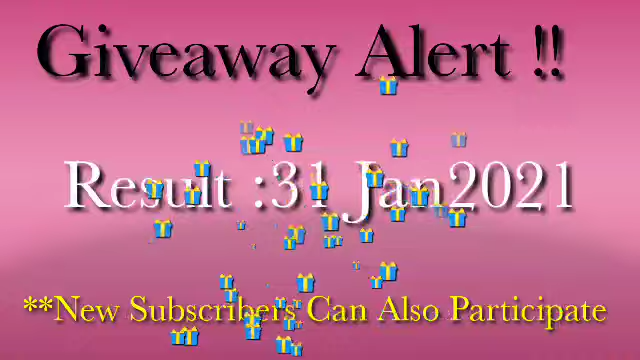 Giveaway Alert !!
Result :31 Jan2021
**New Subscribers Can Also Participate